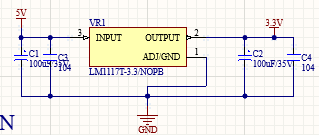 5V
3.3V
VR1
3 INPUT OUTPUT 2
ADJ/GND 1
LM1117T-3.3/NOPB
C1
100uF/35V
C3
104
C2
100uF/35V
C4
104
GND
N